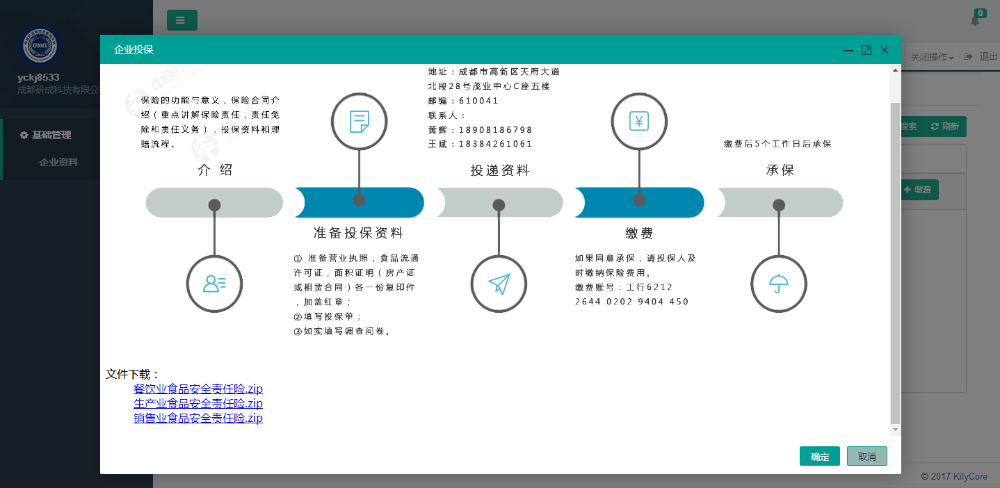 0
yckj8533
成都研成科技有限公
基础管理
企业资料
关闭操作
退出
搜索
刷新
缴费
企业投保
保险的功能与意义，保险合同介
绍（重点讲解保险责任，责任免
除和责任义务），投保资料和理
赔流程。
介 绍
准备投保资料
① 准备营业执照，食品流通
许可证，面积证明（房产证
或租赁合同）各一份复印件
，加盖红章；
②填写投保单；
③如实填写调查问卷。
地址：成都市高新区天府大道
北段28号茂业中心C座五楼
邮编：610041
联系人：
黄辉：18908186798
王斌：18384261061
投递资料
缴费
如果同意承保，请投保人及
时缴纳保险费用。
缴费账号：工行6212
2644 0202 9404 450
缴费后5个工作日后承保
承保
文件下载：
餐饮业食品安全责任险.zip
生产业食品安全责任险.zip
销售业食品安全责任险.zip
确定
取消
© 2017 KilyCore